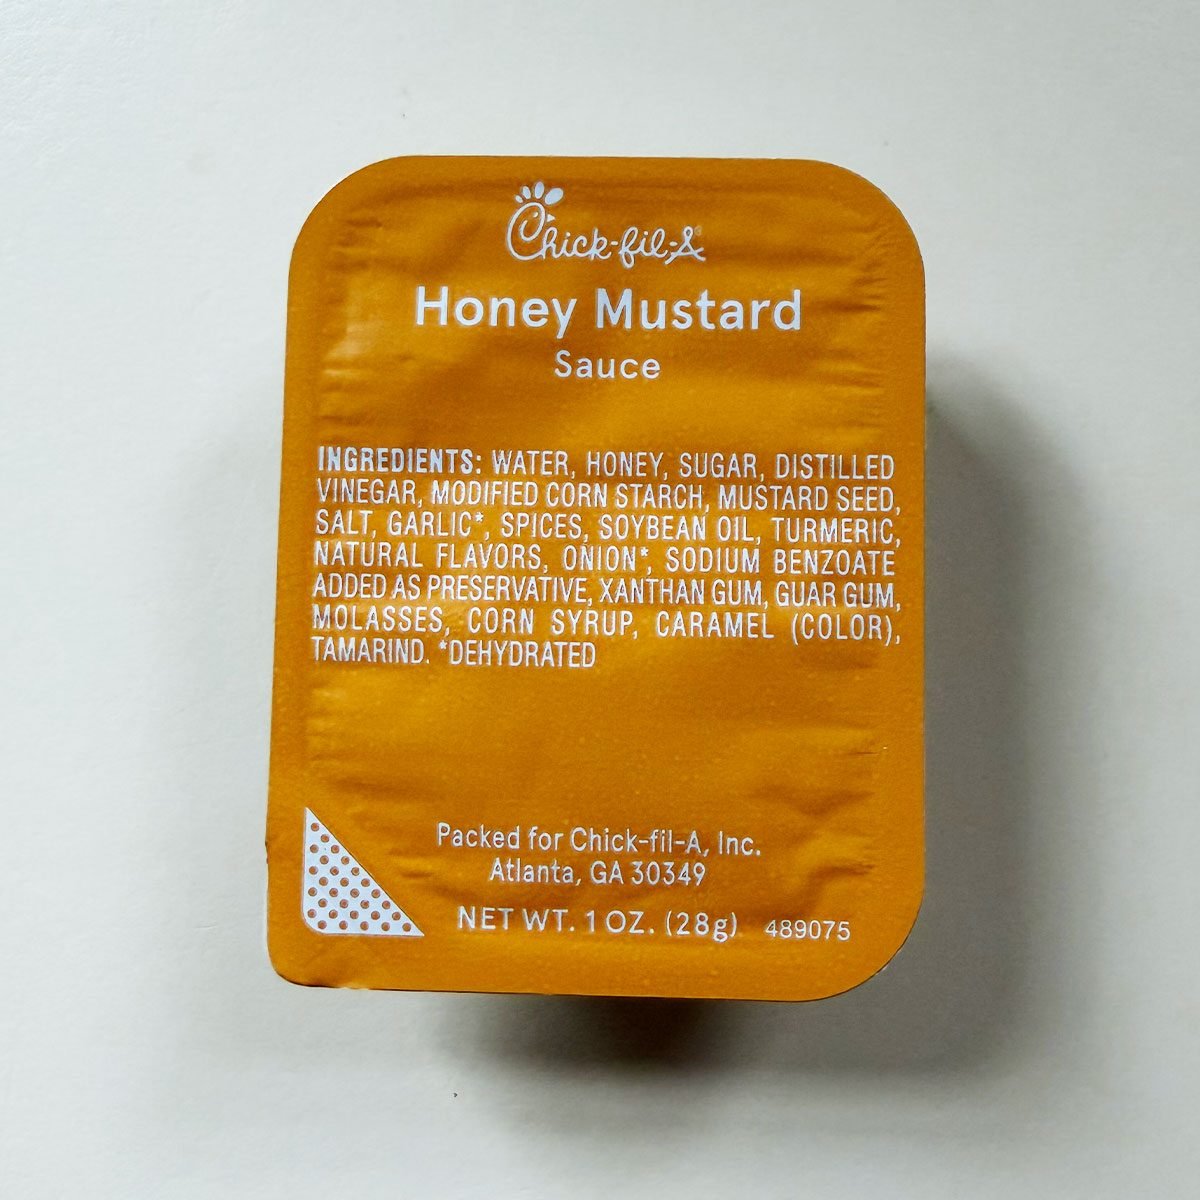 Chick-fil-A®
Honey Mustard
Sauce
INGREDIENTS: WATER, HONEY, SUGAR, DISTILLED
VINEGAR, MODIFIED CORN STARCH, MUSTARD SEED,
SALT, GARLIC*, SPICES, SOYBEAN OIL, TURMERIC,
NATURAL FLAVORS, ONION*, SODIUM BENZOATE
ADDED AS PRESERVATIVE, XANTHAN GUM, GUAR GUM,
MOLASSES, CORN SYRUP, CARAMEL (COLOR),
TAMARIND. *DEHYDRATED
Packed for Chick-fil-A, Inc.
Atlanta, GA 30349
NET WT. 1 OZ. (28g) 489075